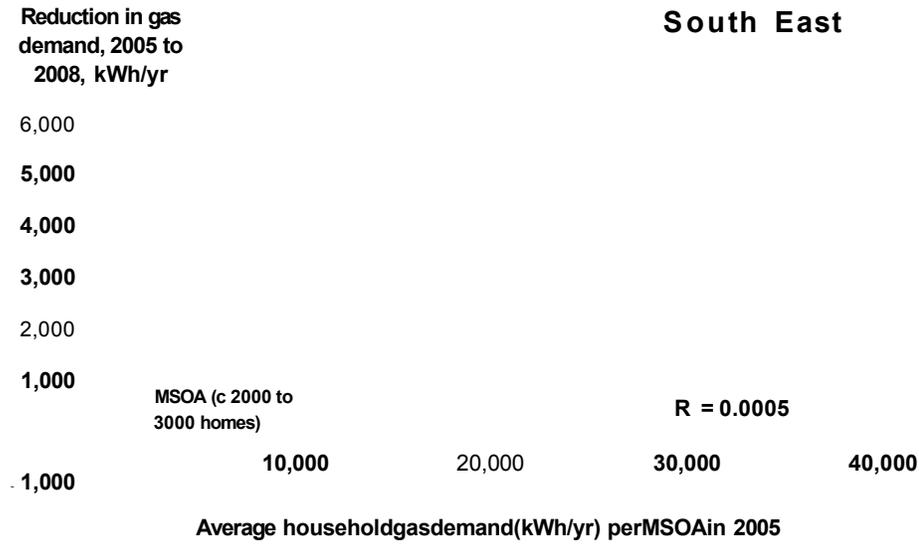 Reduction in gas
demand, 2005 to
2008, kWh/yr
South East
6,000
5,000
4,000
3,000
2,000
1,000
MSOA (c 2000 to
3000 homes)
R = 0.0005
10,000 20,000 30,000 40,000
- 1,000
Average householdgasdemand(kWh/yr) perMSOAin 2005